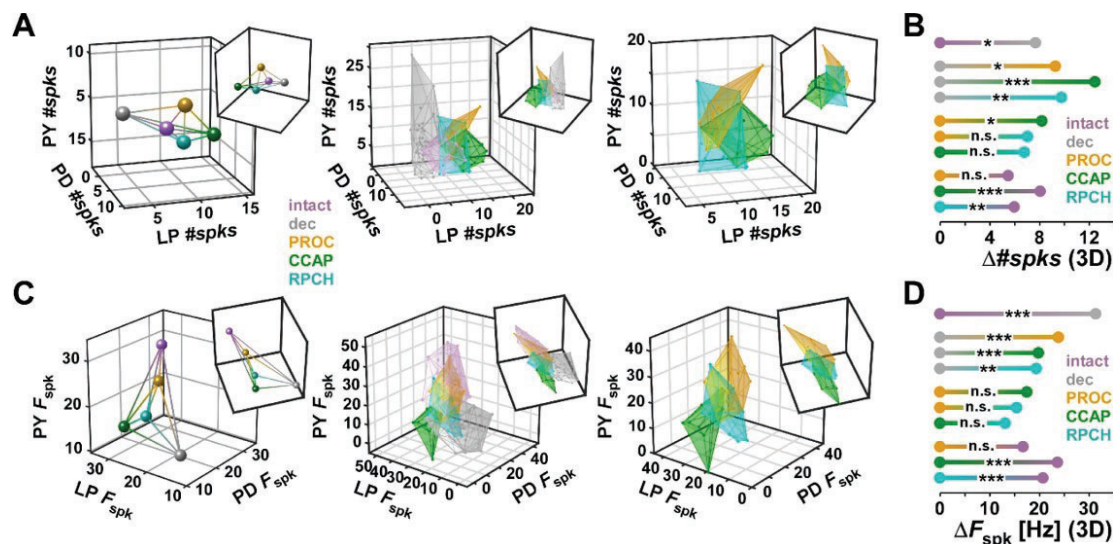 A
PY #spks
10
5
15
0
5
10
PD #spks
0
5
10
15
LP #spks
intact
dec
PROC
CCAP
RPCH
PY #spks
25
20
15
10
5
0
0
10
PD #spks
0
10
20
LP #spks
PY #spks
20
10
0
0
10
PD #spks
5
10
15
20
LP #spks
B
*
*
***
**
*
n.s.
n.s.
n.s.
***
**
intact
dec
PROC
CCAP
RPCH
0 4 8 12
Δ#spks (3D)
C
PY Fspk
30
20
10
30
20
10
LP Fspk
10
20
30
PD Fspk
PY Fspk
50
40
30
20
10
0
50
40
30
20
10
0
LP Fspk
0
20
40
PD Fspk
PY Fspk
40
30
20
10
0
40
30
20
10
0
LP Fspk
0
20
40
PD Fspk
D
***
***
***
**
n.s.
n.s.
n.s.
n.s.
***
***
intact
dec
PROC
CCAP
RPCH
0 10 20 30
ΔFspk [Hz] (3D)